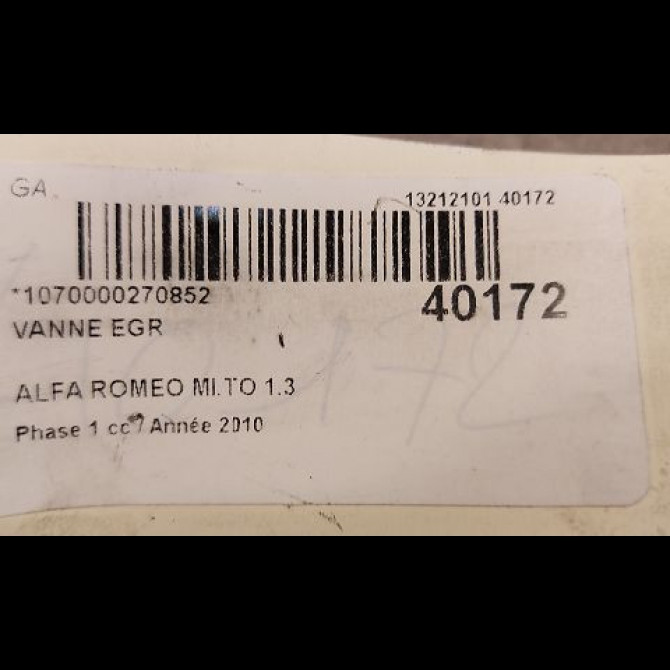 GA
13212101 40172
*1070000270852
40172
VANNE EGR
ALFA ROMEO MI.TO 1.3
Phase 1 cc / Année 2010